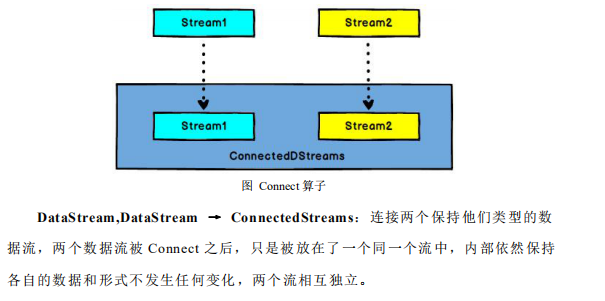 Stream1 Stream2
Stream1 Stream2
ConnectedDStreams
图 Connect 算子
DataStream,DataStream → ConnectedStreams：连接两个保持他们类型的数
据流，两个数据流被 Connect 之后，只是被放在了一个同一个流中，内部依然保持
各自的数据和形式不发生任何变化，两个流相互独立。